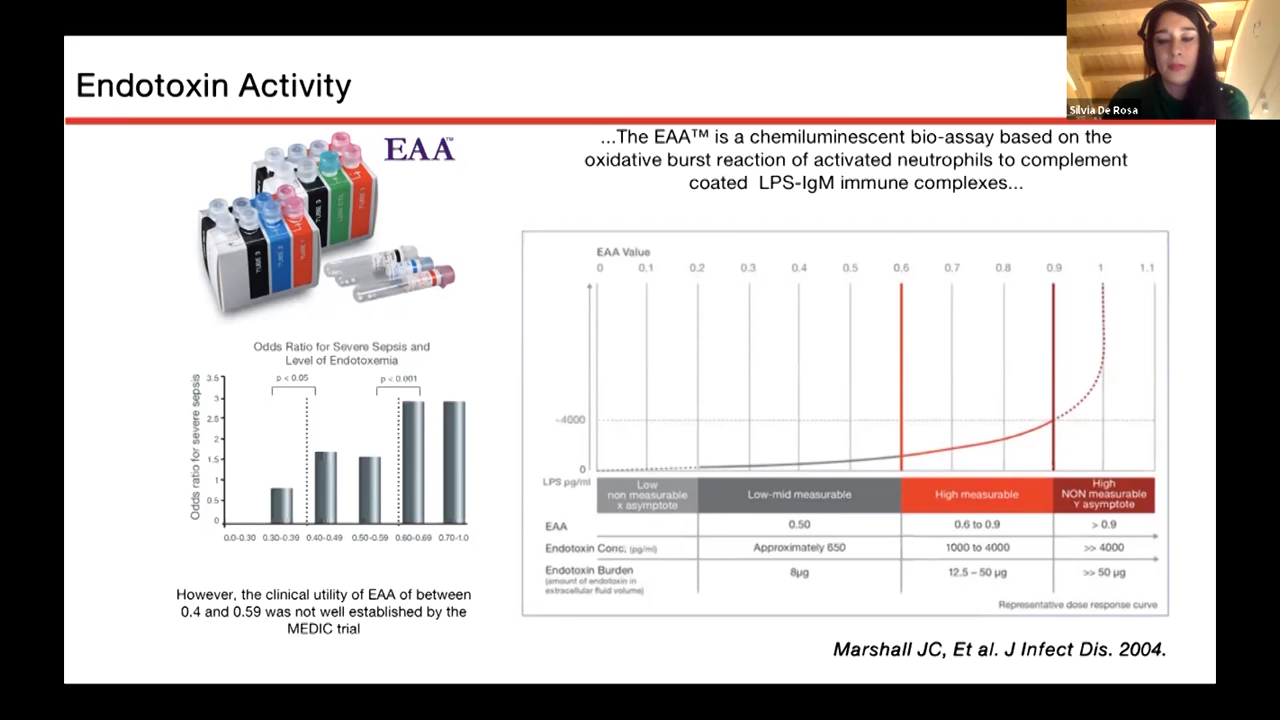 Endotoxin Activity
Silvia De Rosa
EAA™
TUBE 3
TUBE 2
TUBE 1
TUBE 3
...The EAA™ is a chemiluminescent bio-assay based on the
oxidative burst reaction of activated neutrophils to complement
coated LPS-IgM immune complexes...
Odds Ratio for Severe Sepsis and
Level of Endotoxemia
p < 0.05
p < 0.001
Odds ratio for severe sepsis
3.5
3
2.5
2
1.5
1
0.5
0
0.0-0.30 0.30-0.39 0.40-0.49 0.50-0.59 0.60-0.69 0.70-1.0
However, the clinical utility of EAA of between
0.4 and 0.59 was not well established by the
MEDIC trial
EAA Value
0 0.1 0.2 0.3 0.4 0.5 0.6 0.7 0.8 0.9 1 1.1
~4000
0
LPS pg/ml
Low
non measurable
x asymptote
Low-mid measurable
High measurable
High
NON measurable
Y asymptote
EAA 0.50 0.6 to 0.9 > 0.9
Endotoxin Conc. (pg/ml) Approximately 650 1000 to 4000 >> 4000
Endotoxin Burden 8µg 12.5 – 50 µg >> 50 µg
(amount of endotoxin in
extracellular fluid volume)
Representative dose response curve
Marshall JC, Et al. J Infect Dis. 2004.